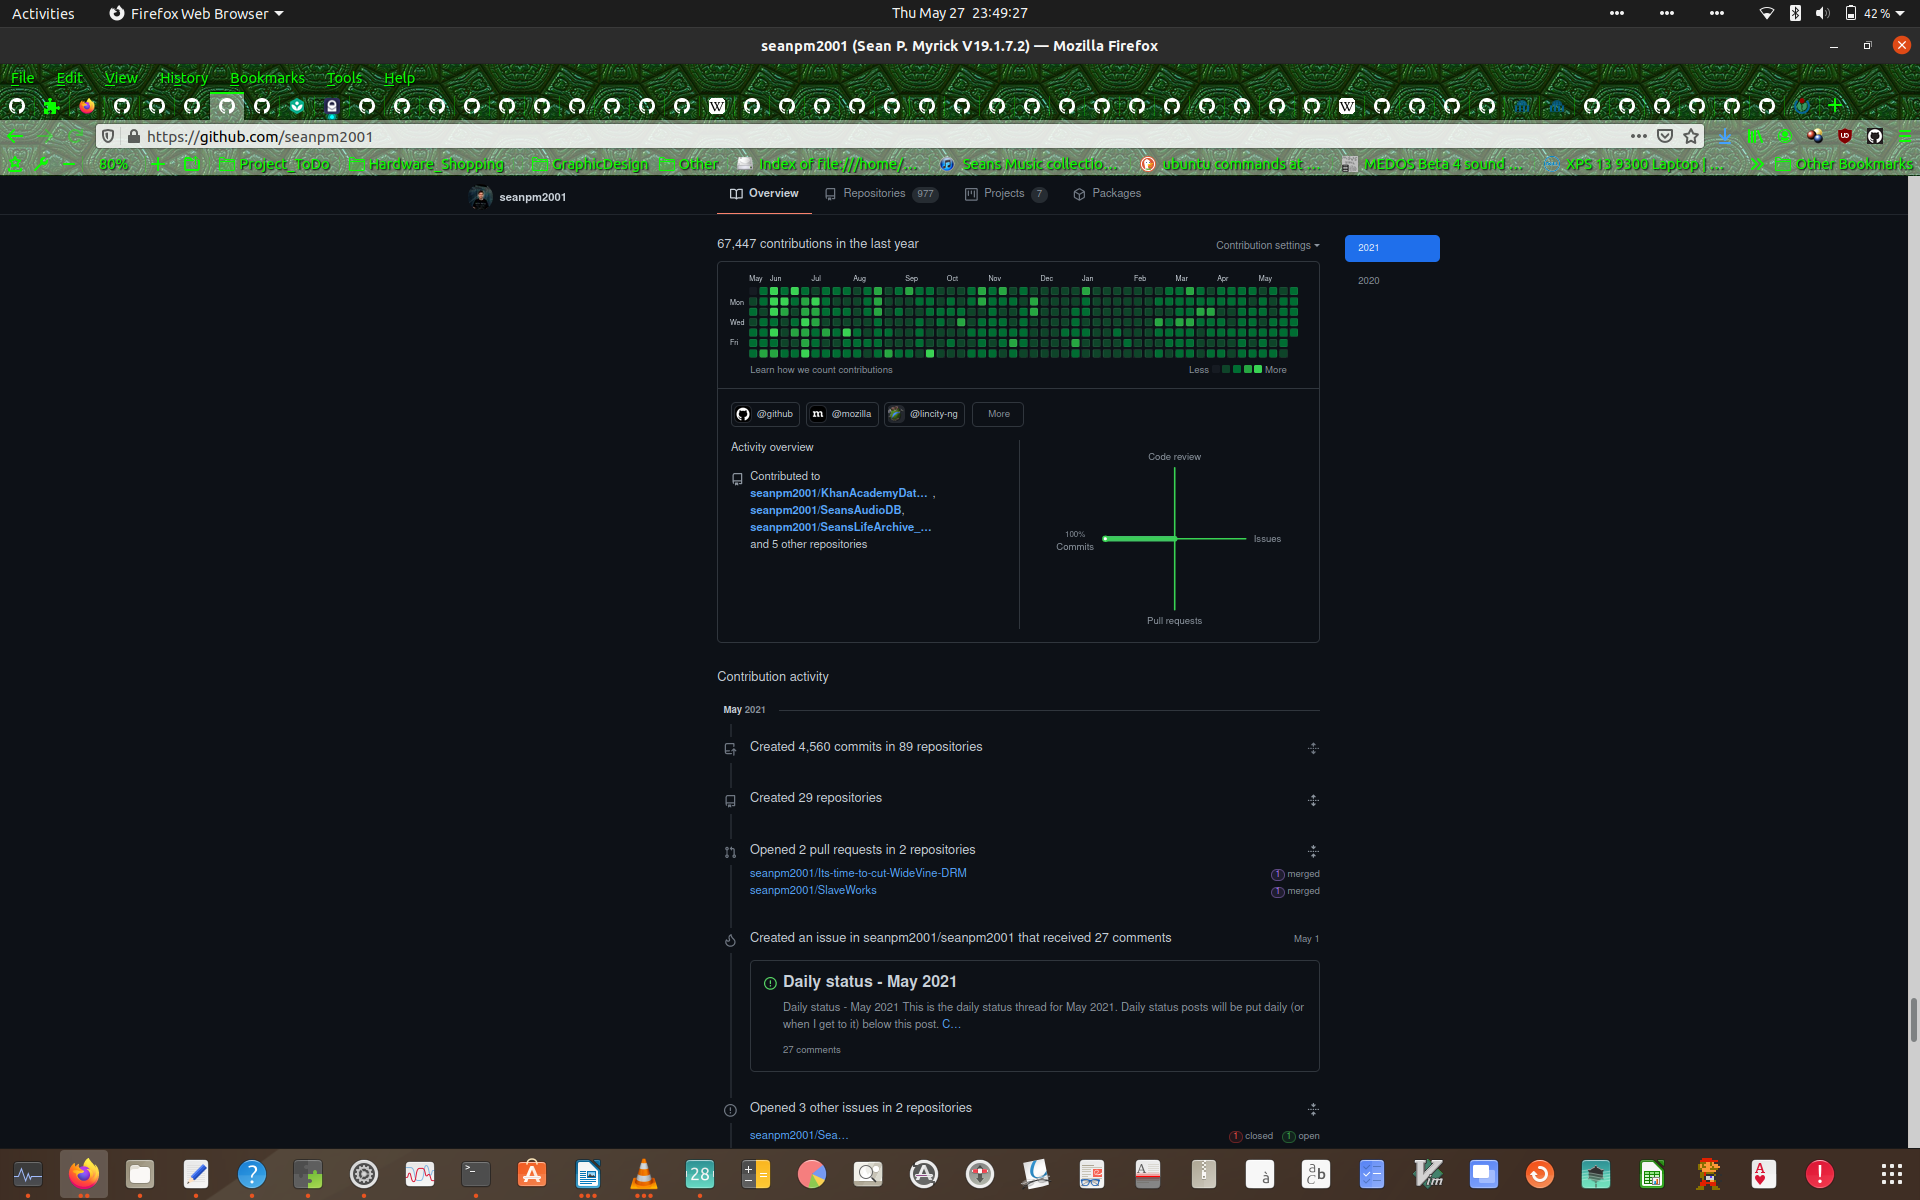 Activities
Firefox Web Browser
Thu May 27 23:49:27
42 %
seanpm2001 (Sean P. Myrick V19.1.7.2) — Mozilla Firefox
File Edit View History Bookmarks Tools Help
https://github.com/seanpm2001
80%
Project_ToDo
Hardware_Shopping
GraphicDesign
Other
Index of file:///home/...
Seans Music collectio...
ubuntu commands at ...
MEDOS Beta 4 sound ...
XPS 13 9300 Laptop | ...
Other Bookmarks
seanpm2001
Overview
Repositories 977
Projects 7
Packages
67,447 contributions in the last year
Contribution settings
2021
2020
May Jun Jul Aug Sep Oct Nov Dec Jan Feb Mar Apr May
Mon
Wed
Fri
Learn how we count contributions
Less More
@github
@mozilla
@lincity-ng
More
Activity overview
Contributed to
seanpm2001/KhanAcademyDat… ,
seanpm2001/SeansAudioDB,
seanpm2001/SeansLifeArchive_…
and 5 other repositories
Code review
100%
Commits
Issues
Pull requests
Contribution activity
May 2021
Created 4,560 commits in 89 repositories
Created 29 repositories
Opened 2 pull requests in 2 repositories
seanpm2001/Its-time-to-cut-WideVine-DRM 1 merged
seanpm2001/SlaveWorks 1 merged
Created an issue in seanpm2001/seanpm2001 that received 27 comments May 1
Daily status - May 2021
Daily status - May 2021 This is the daily status thread for May 2021. Daily status posts will be put daily (or
when I get to it) below this post. C…
27 comments
Opened 3 other issues in 2 repositories
seanpm2001/Sea… 1 closed 1 open
28